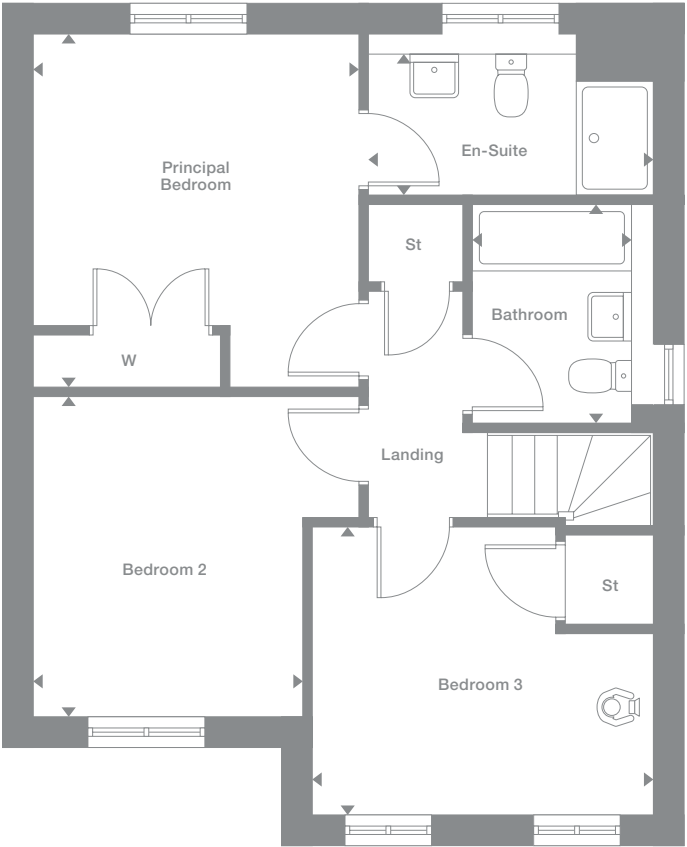 En-Suite
Principal
Bedroom
St
Bathroom
W
Landing
Bedroom 2
St
Bedroom 3